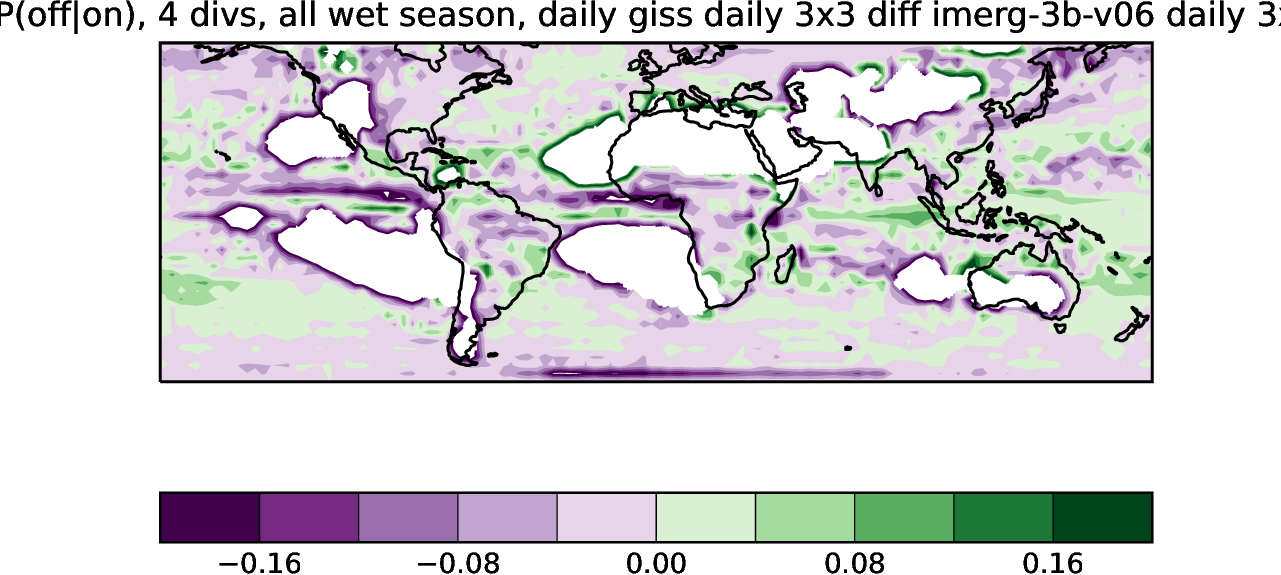 P(off|on), 4 divs, all wet season, daily giss daily 3x3 diff imerg-3b-v06 daily
−0.16 −0.08 0.00 0.08 0.16